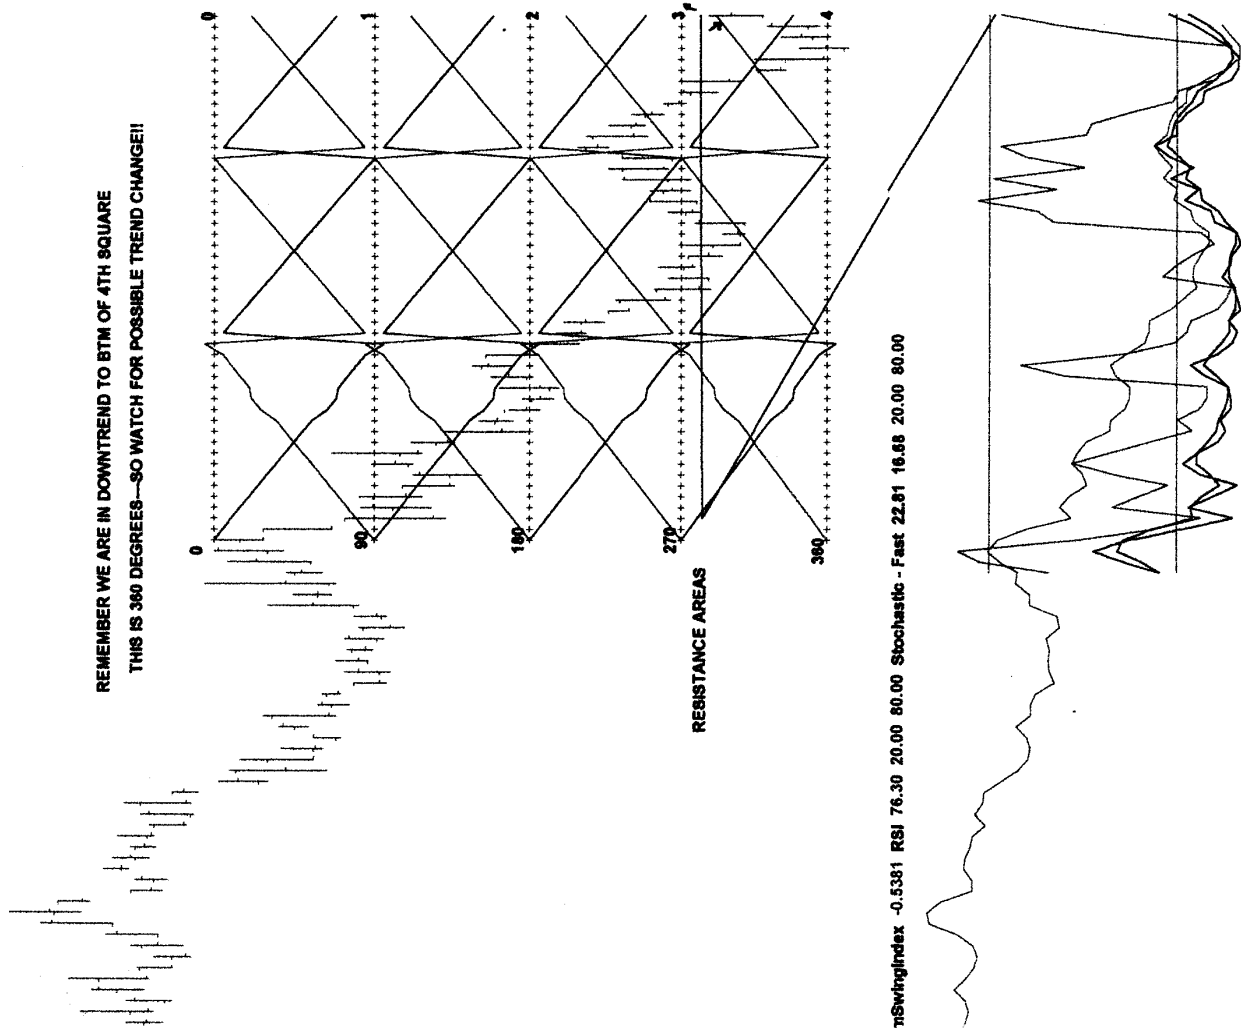 REMEMBER WE ARE IN DOWNTREND TO BTM OF 4TH SQUARE
THIS IS 360 DEGREES---SO WATCH FOR POSSIBLE TREND CHANGE!!
0
0
90
1
180
2
270
3
360
4
RESISTANCE AREAS
mSwingIndex -0.5381 RSI 76.30 20.00 80.00 Stochastic - Fast 22.81 16.68 20.00 80.00